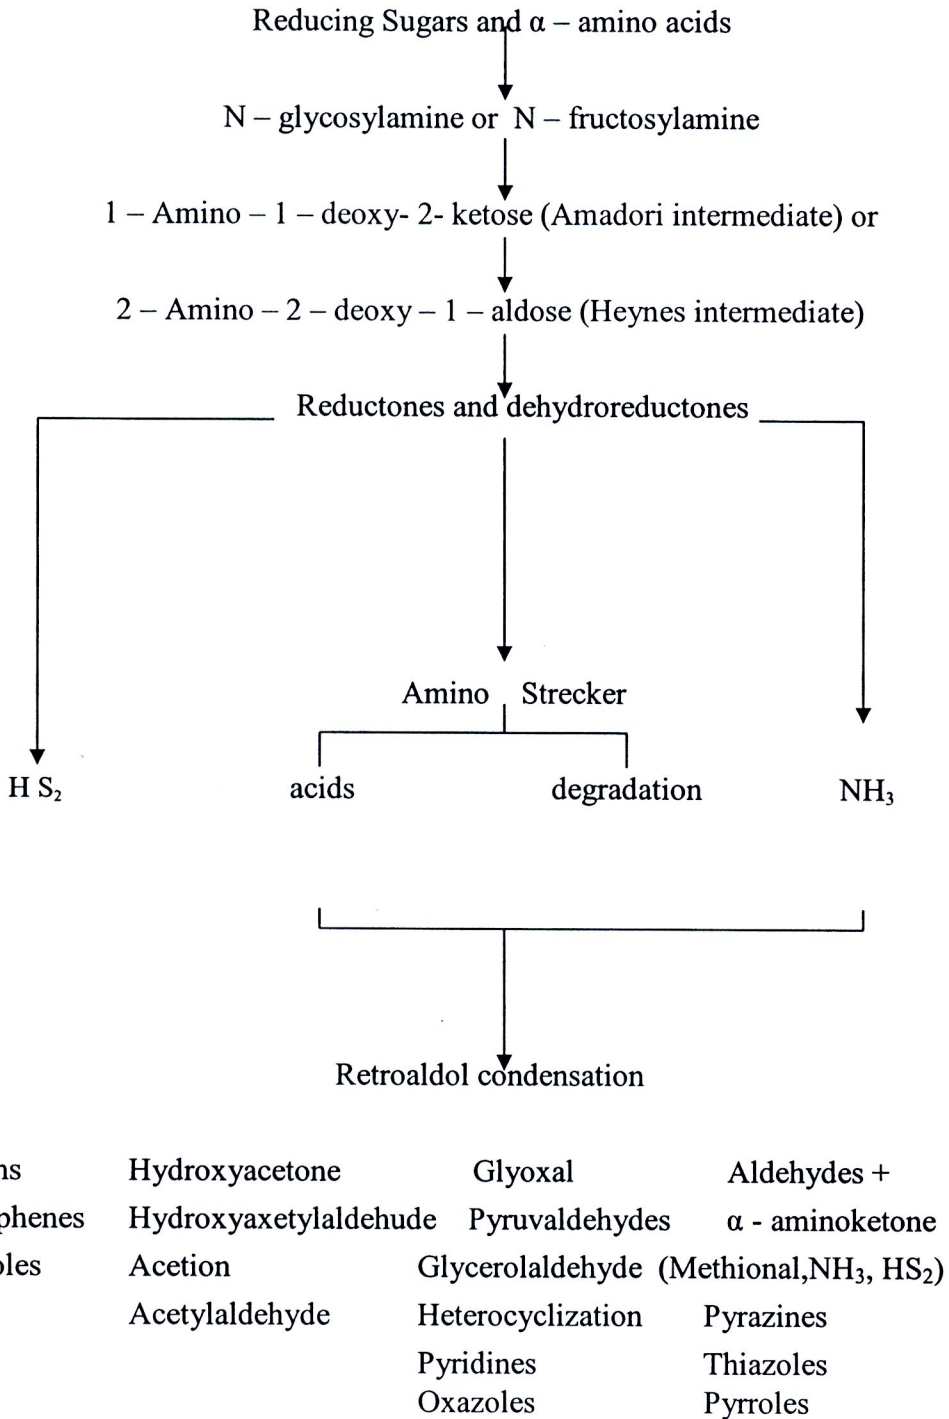 Reducing Sugars and α – amino acids
N – glycosylamine or N – fructosylamine
1 – Amino – 1 – deoxy- 2- ketose (Amadori intermediate) or
2 – Amino – 2 – deoxy – 1 – aldose (Heynes intermediate)
Reductones and dehydroreductones
Amino Strecker
H S₂ acids degradation NH₃
Retroaldol condensation
Hydroxyacetone Glyoxal Aldehydes +
phenes Hydroxyaxetylaldehude Pyruvaldehydes α - aminoketone
oles Acetion Glycerolaldehyde (Methional,NH₃, HS₂)
Acetylaldehyde Heterocyclization Pyrazines
Pyridines Thiazoles
Oxazoles Pyrroles